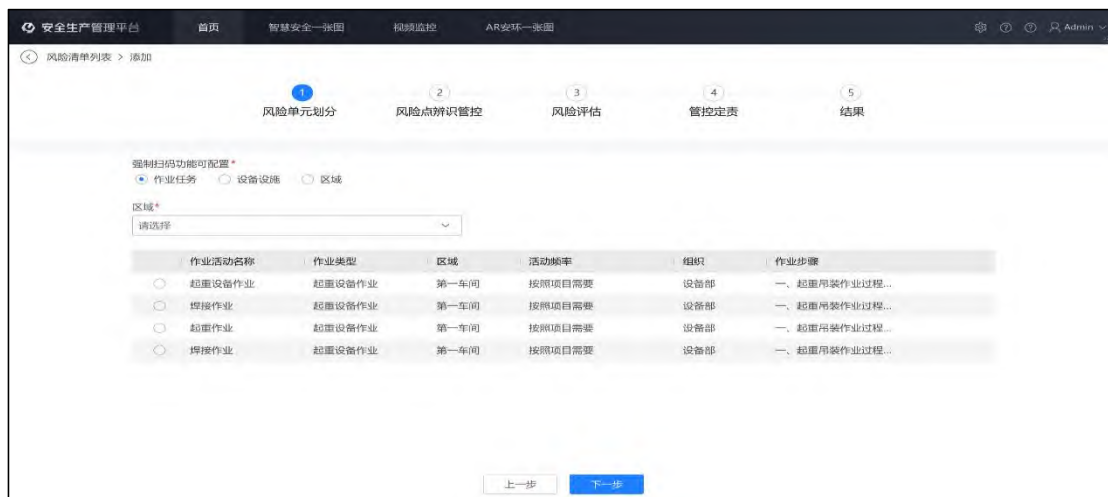 安全生产管理平台 首页 智慧安全一张图 视频监控 AR安环一张图 Admin
风险清单列表 > 添加
1 2 3 4 5
风险单元划分 风险点辨识管控 风险评估 管控定责 结果
强制扫码功能可配置*
作业任务 设备设施 区域
区域*
请选择
作业活动名称 作业类型 区域 活动频率 组织 作业步骤
起重设备作业 起重设备作业 第一车间 按照项目需要 设备部 一、起重吊装作业过程...
焊接作业 起重设备作业 第一车间 按照项目需要 设备部 一、起重吊装作业过程...
起重作业 起重设备作业 第一车间 按照项目需要 设备部 一、起重吊装作业过程...
焊接作业 起重设备作业 第一车间 按照项目需要 设备部 一、起重吊装作业过程...
上一步 下一步